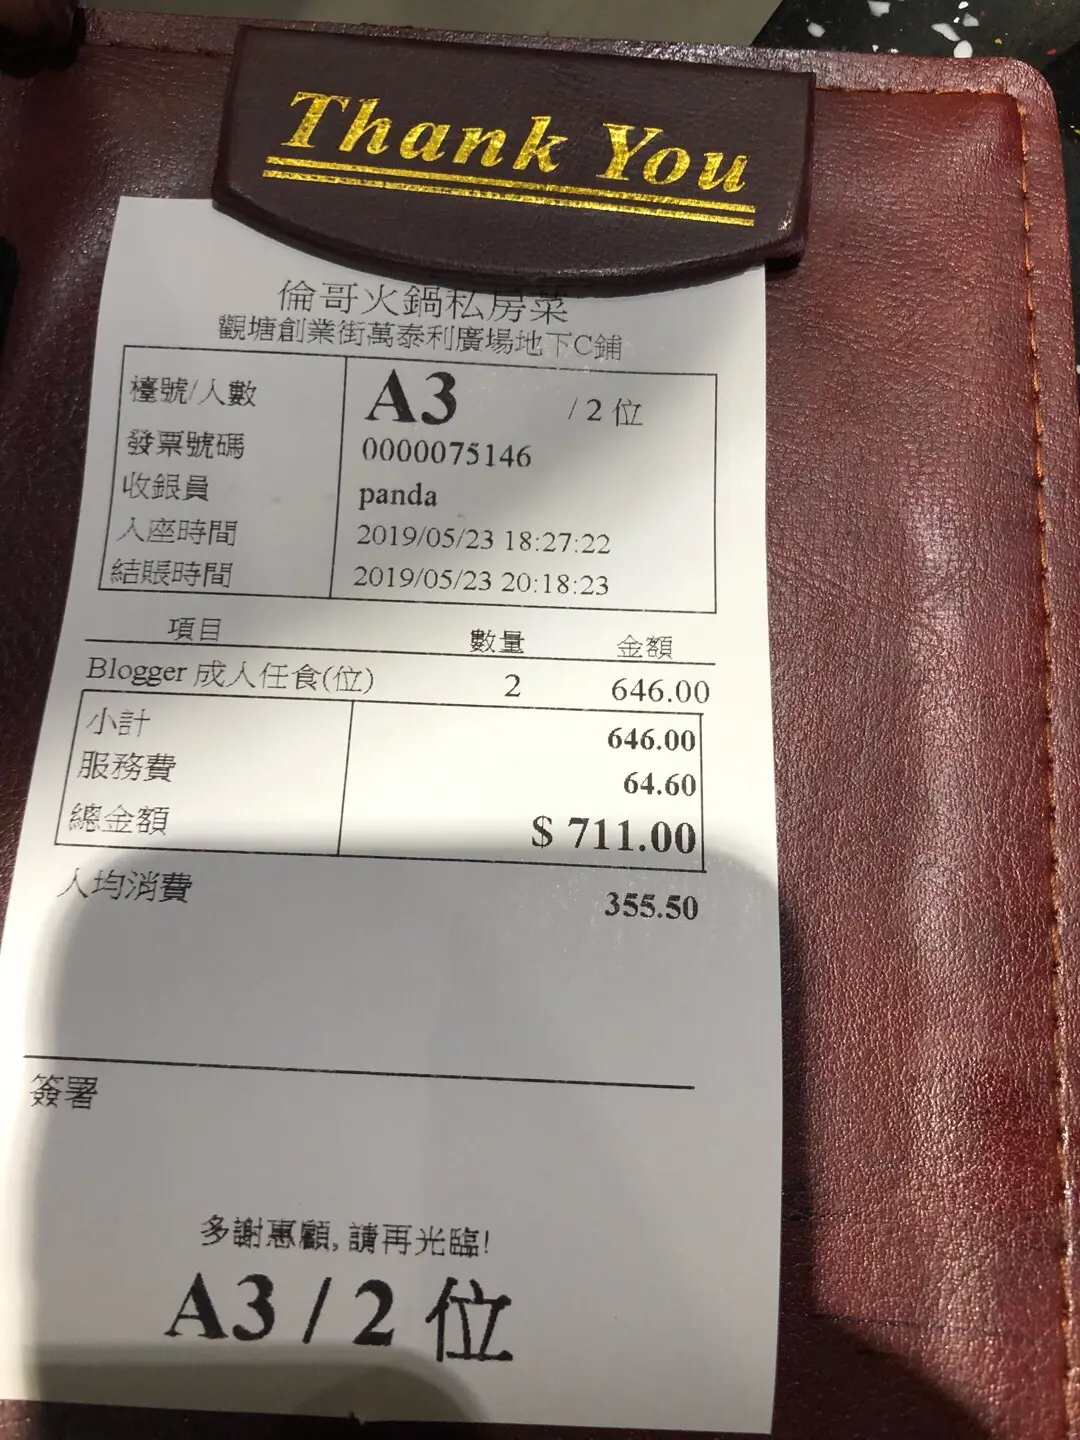 Thank You
倫哥火鍋私房菜
觀塘創業街萬泰利廣場地下C鋪
檯號/人數 A3 / 2 位
發票號碼 0000075146
收銀員 panda
入座時間 2019/05/23 18:27:22
結賬時間 2019/05/23 20:18:23
項目 數量 金額
Blogger 成人任食(位) 2 646.00
小計 646.00
服務費 64.60
總金額 $ 711.00
人均消費 355.50
簽署
多謝惠顧, 請再光臨!
A3 / 2 位